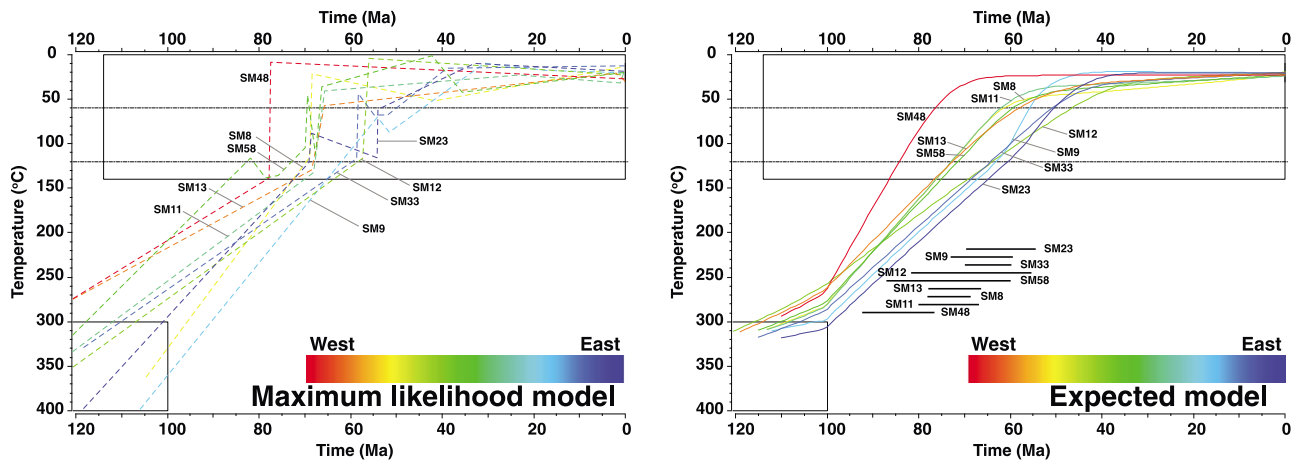 Time (Ma)
120 100 80 60 40 20 0
0
50
100
150
200
250
300
350
400
Temperature (°C)
SM48
SM8
SM58
SM13
SM11
SM23
SM12
SM33
SM9
West East
Maximum likelihood model
120 100 80 60 40 20 0
Time (Ma)
Time (Ma)
120 100 80 60 40 20 0
0
50
100
150
200
250
300
350
400
Temperature (°C)
SM8
SM11
SM48
SM12
SM13
SM58
SM9
SM33
SM23
SM23
SM9
SM33
SM12
SM58
SM13
SM8
SM11
SM48
West East
Expected model
120 100 80 60 40 20 0
Time (Ma)